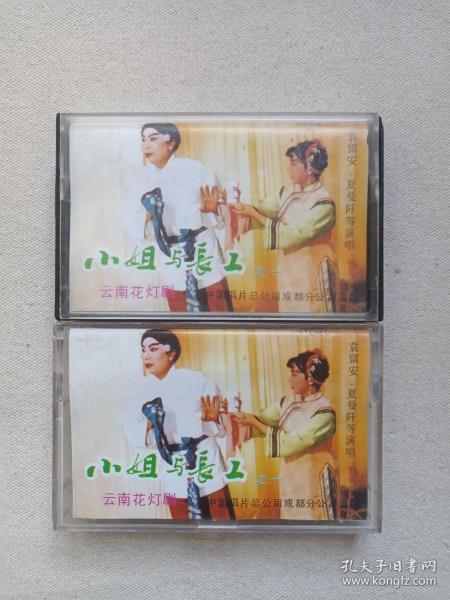 袁留安·夏曼阡等演唱
小姐与長工 之一
云南花灯剧
中国唱片总公司成都分公司
袁留安·夏曼阡等演唱
小姐与長工 之一
云南花灯剧
中国唱片总公司成都分公司
孔夫子旧书网
www.kongfz.com